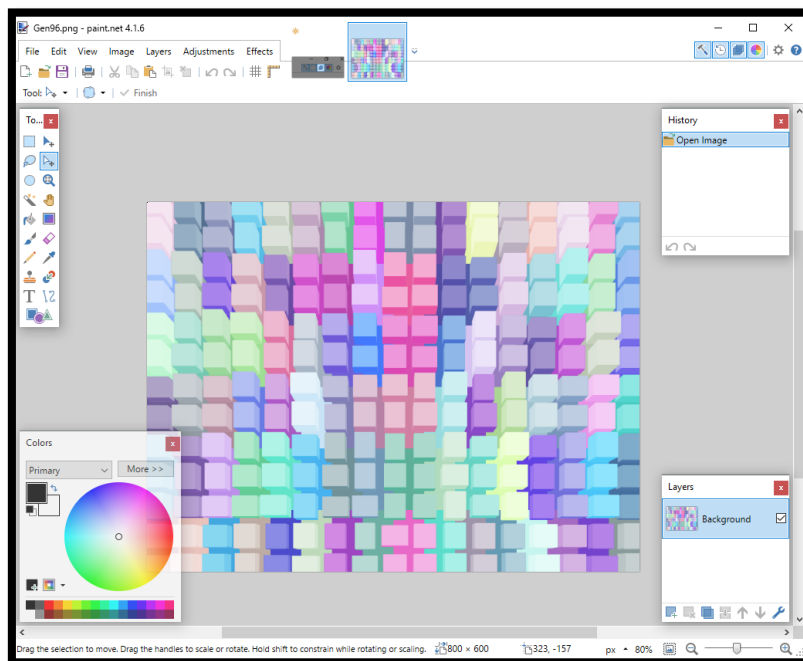 Gen96.png - paint.net 4.1.6
File Edit View Image Layers Adjustments Effects
Tool: Finish
To...
History
Open Image
Colors
Primary More >>
Layers
Background
Drag the selection to move. Drag the handles to scale or rotate. Hold shift to constrain while rotating or scaling. 800 × 600 323, -157 px 80%